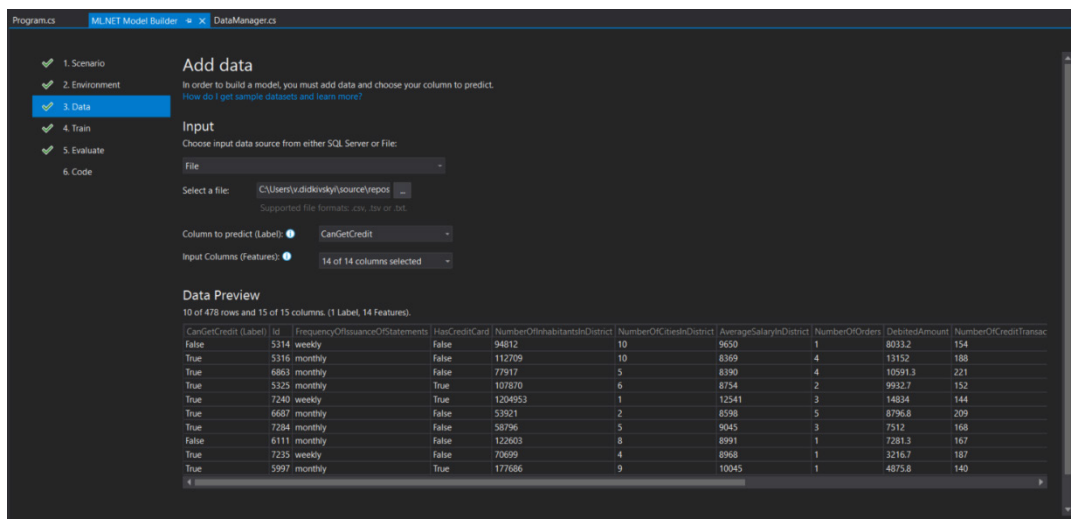 Program.cs ML.NET Model Builder DataManager.cs
1. Scenario
2. Environment
3. Data
4. Train
5. Evaluate
6. Code
Add data
In order to build a model, you must add data and choose your column to predict.
How do I get sample datasets and learn more?
Input
Choose input data source from either SQL Server or File:
File
Select a file: C:\Users\v.didkivskyi\source\repos ...
Supported file formats: .csv, .tsv or .txt.
Column to predict (Label): CanGetCredit
Input Columns (Features): 14 of 14 columns selected
Data Preview
10 of 478 rows and 15 of 15 columns. (1 Label, 14 Features).
CanGetCredit (Label) Id FrequencyOfIssuanceOfStatements HasCreditCard NumberOfInhabitantsInDistrict NumberOfCitiesInDistrict AverageSalaryInDistrict NumberOfOrders DebitedAmount NumberOfCreditTransac
False 5314 weekly False 94812 10 9650 1 8033.2 154
True 5316 monthly False 112709 10 8369 4 13152 188
True 6863 monthly False 77917 5 8390 4 10591.3 221
True 5325 monthly True 107870 6 8754 2 9932.7 152
True 7240 weekly True 1204953 1 12541 3 14834 144
True 6687 monthly False 53921 2 8598 5 8796.8 209
True 7284 monthly False 58796 5 9045 3 7512 168
False 6111 monthly False 122603 8 8991 1 7281.3 167
True 7235 weekly False 70699 4 8968 1 3216.7 187
True 5997 monthly True 177686 9 10045 1 4875.8 140